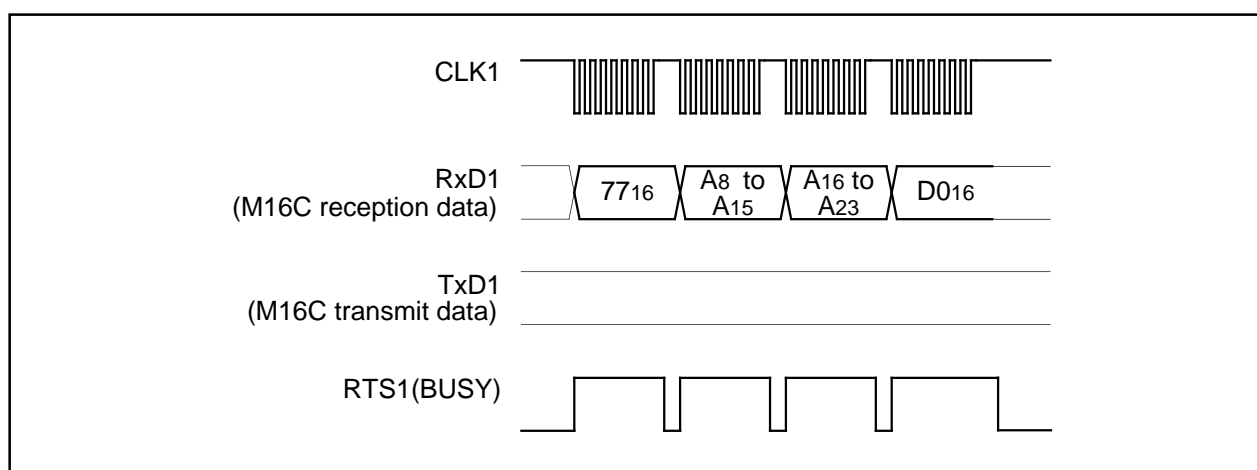 CLK1
RxD1
(M16C reception data)
7716
A8 to
A15
A16 to
A23
D016
TxD1
(M16C transmit data)
RTS1(BUSY)